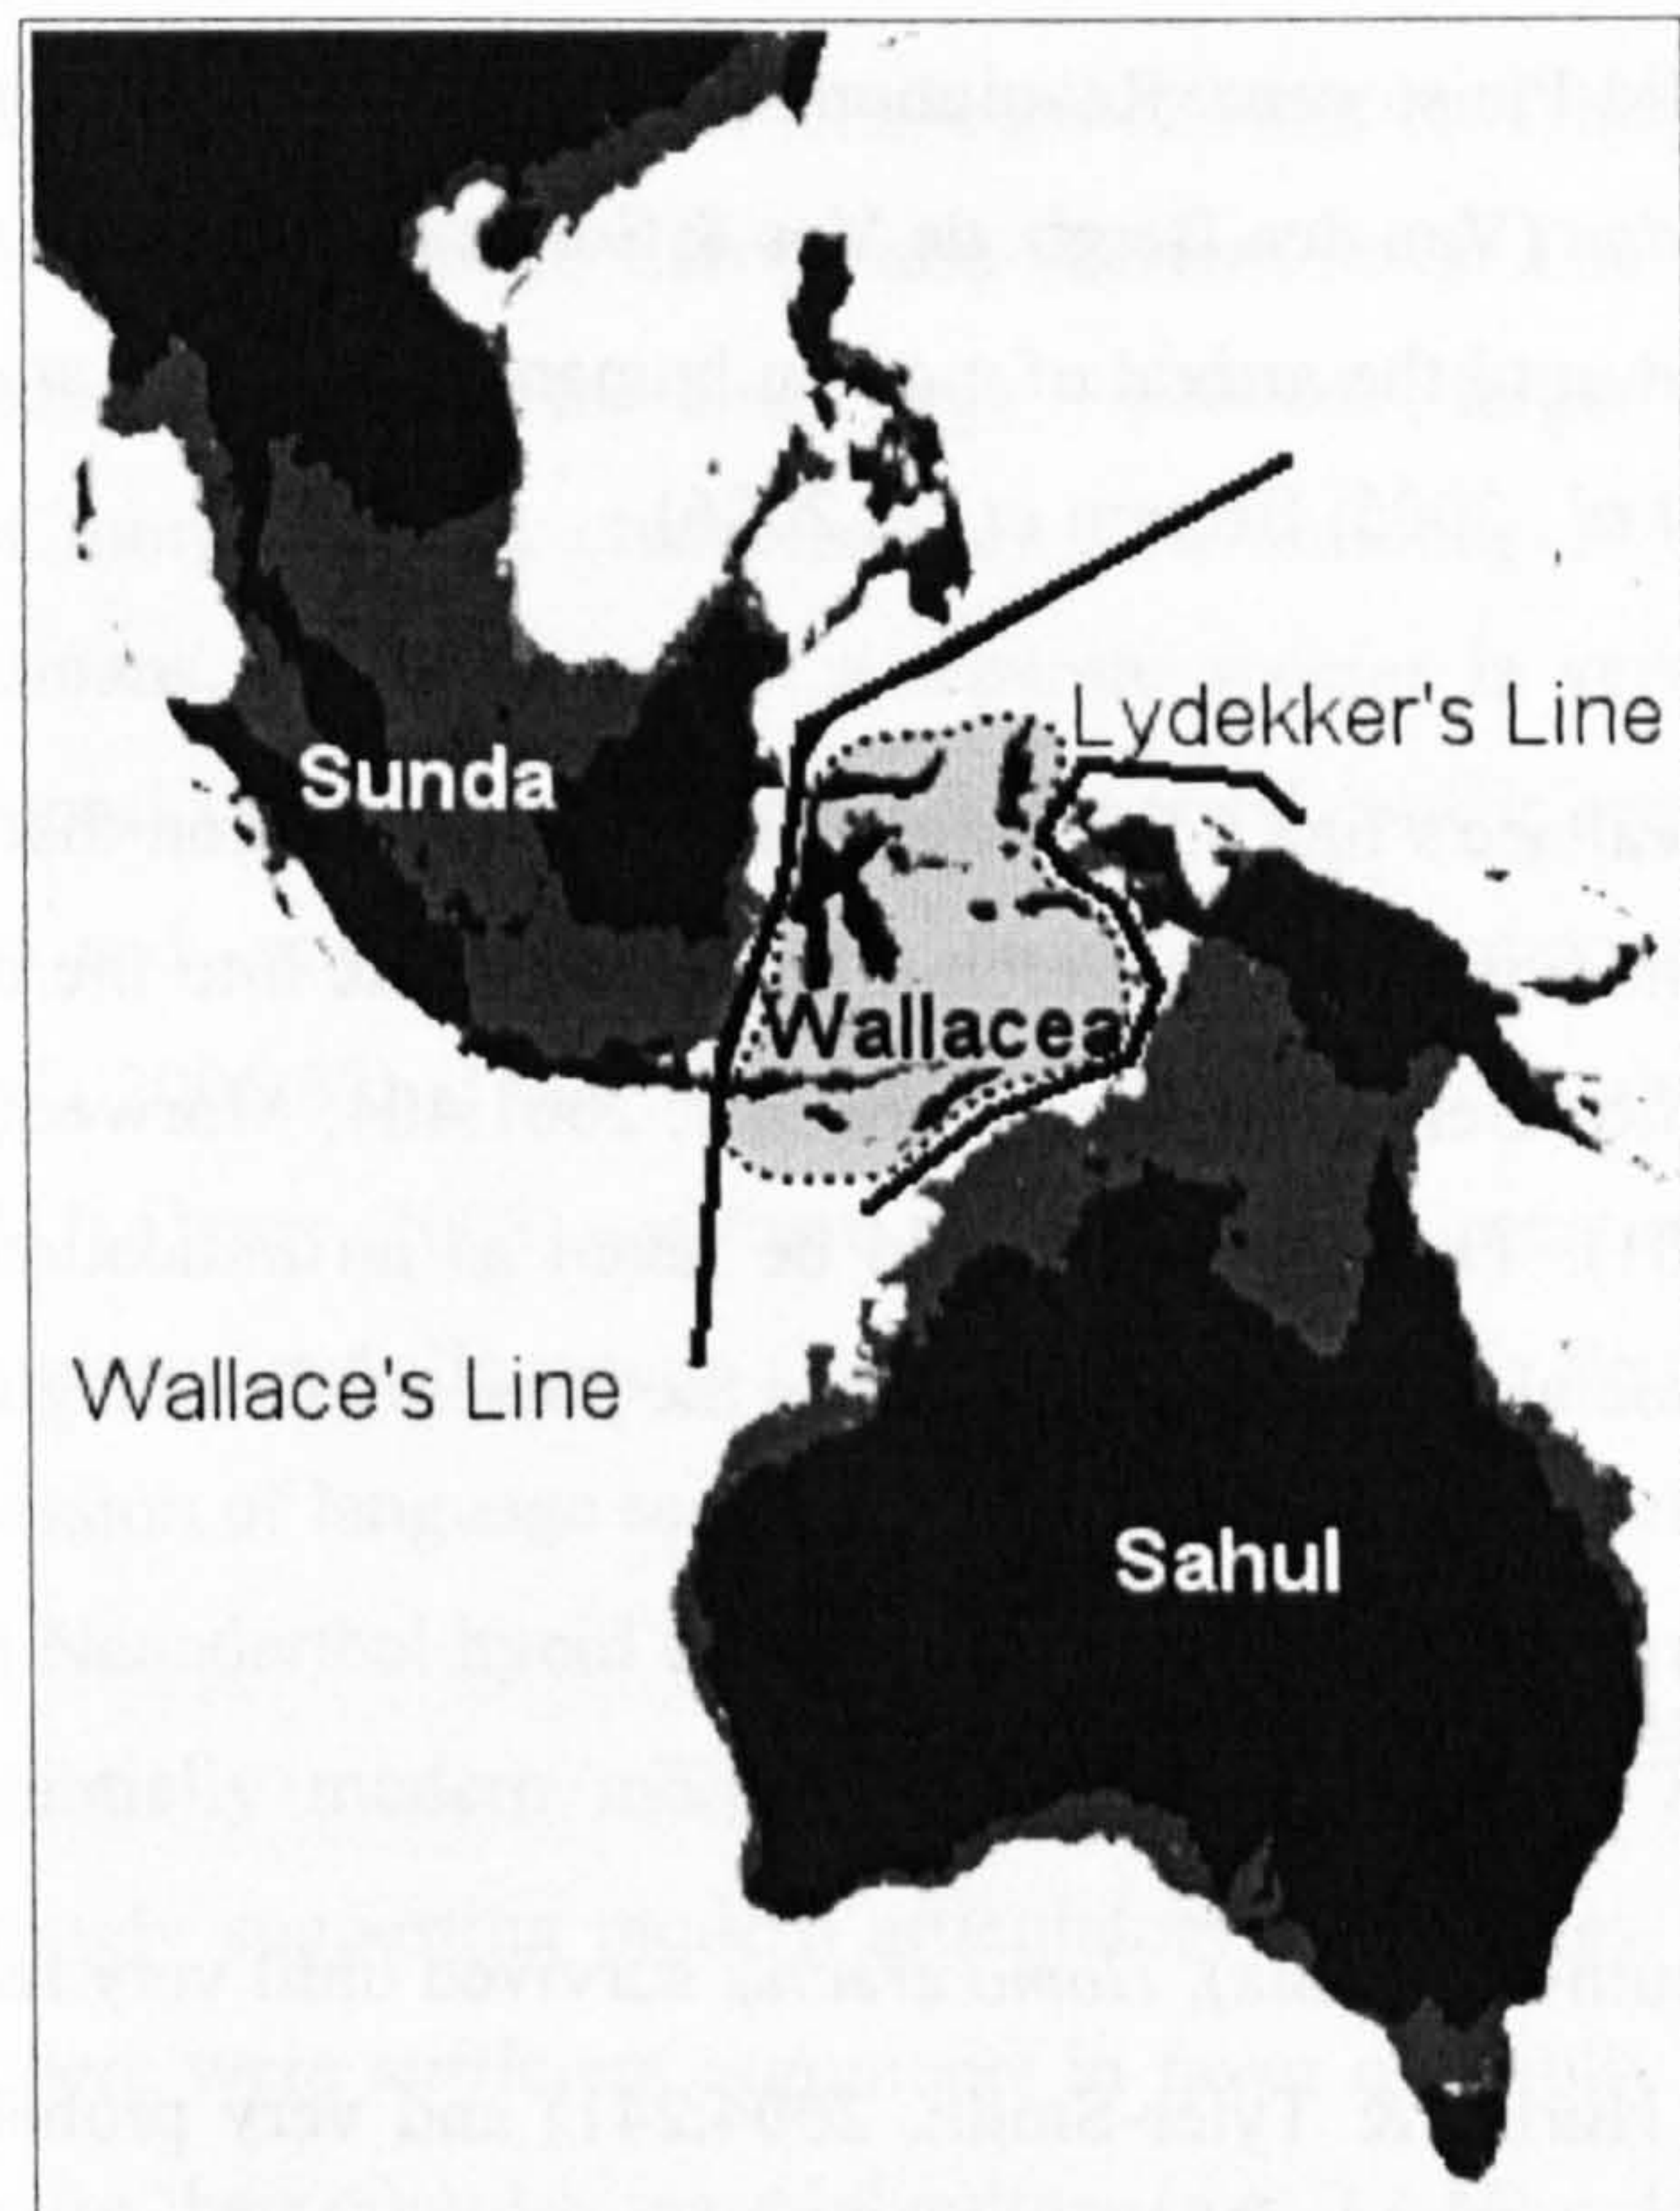 Lydekker's Line
Sunda
Wallacea
Wallace's Line
Sahul